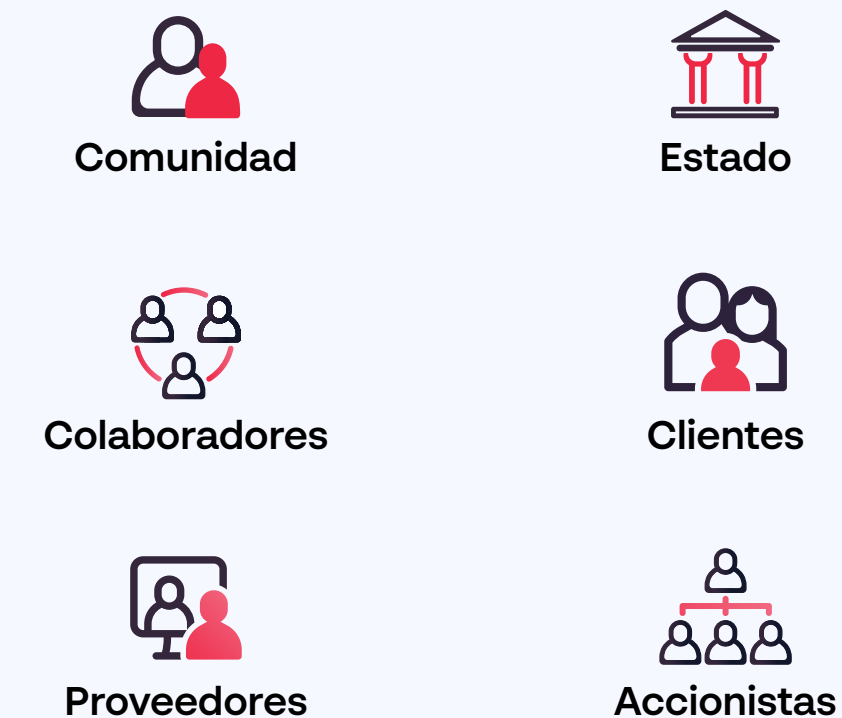 Comunidad
Estado
Colaboradores
Clientes
Proveedores
Accionistas